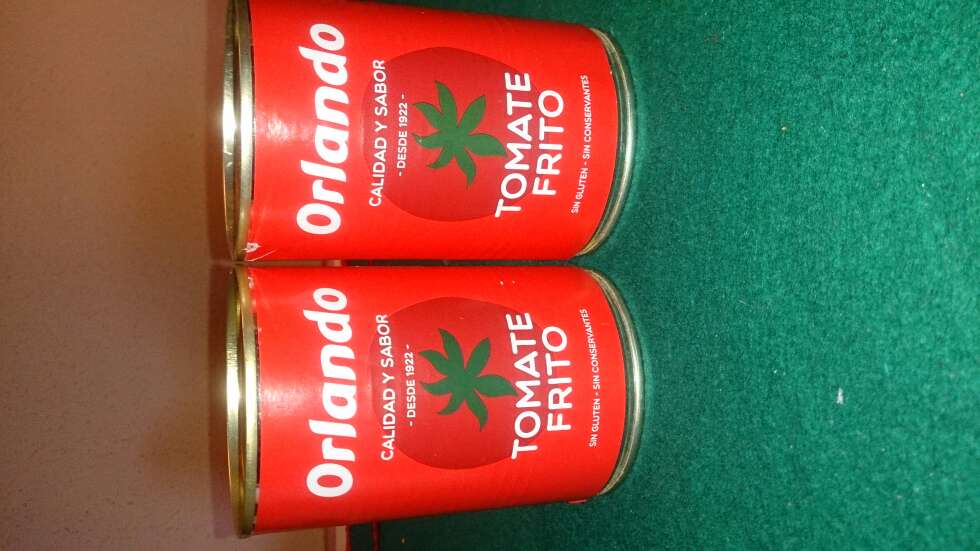 Orlando
CALIDAD Y SABOR
- DESDE 1922 -
TOMATE
FRITO
SIN GLUTEN - SIN CONSERVANTES
Orlando
CALIDAD Y SABOR
- DESDE 1922 -
TOMATE
FRITO
SIN GLUTEN - SIN CONSERVANTES